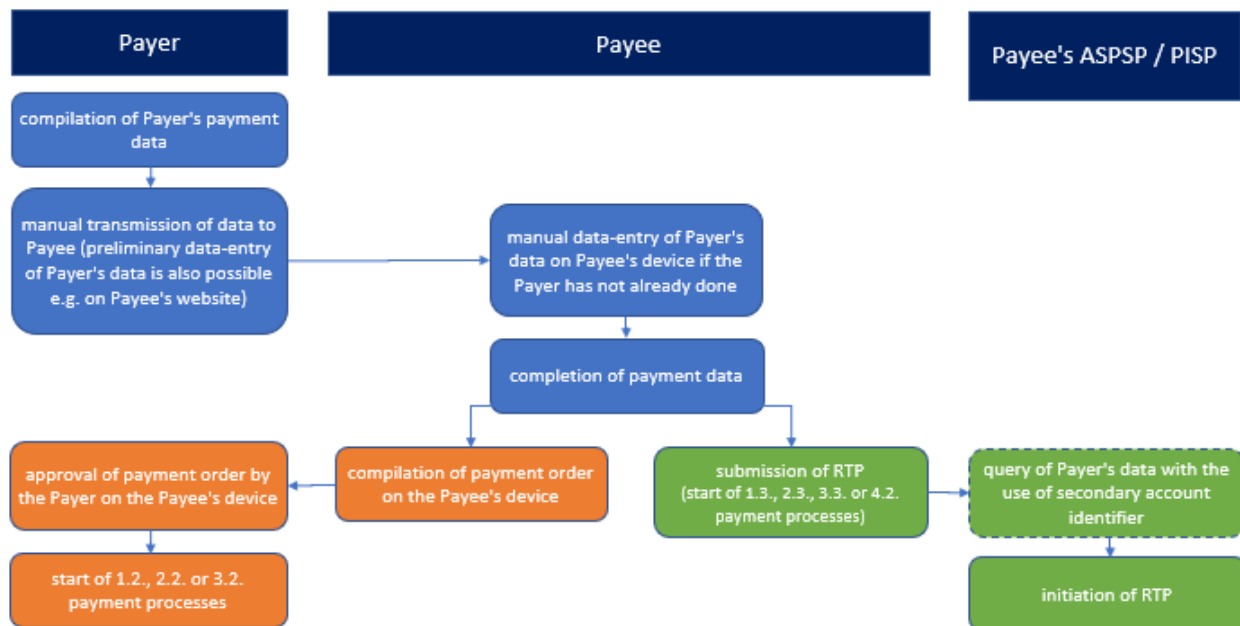 Payer
Payee
Payee's ASPSP / PISP
compilation of Payer's payment
data
manual transmission of data to
Payee (preliminary data-entry
of Payer's data is also possible
e.g. on Payee's website)
manual data-entry of Payer's
data on Payee's device if the
Payer has not already done
completion of payment data
approval of payment order by
the Payer on the Payee's device
compilation of payment order
on the Payee's device
submission of RTP
(start of 1.3., 2.3., 3.3. or 4.2.
payment processes)
query of Payer's data with the
use of secondary account
identifier
start of 1.2., 2.2. or 3.2.
payment processes
initiation of RTP